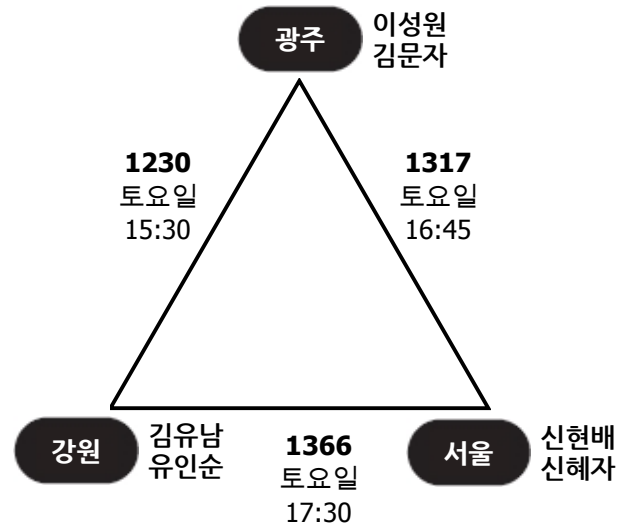 광주
이성원
김문자
1230
토요일
15:30
1317
토요일
16:45
강원
김유남
유인순
1366
토요일
17:30
서울
신현배
신혜자